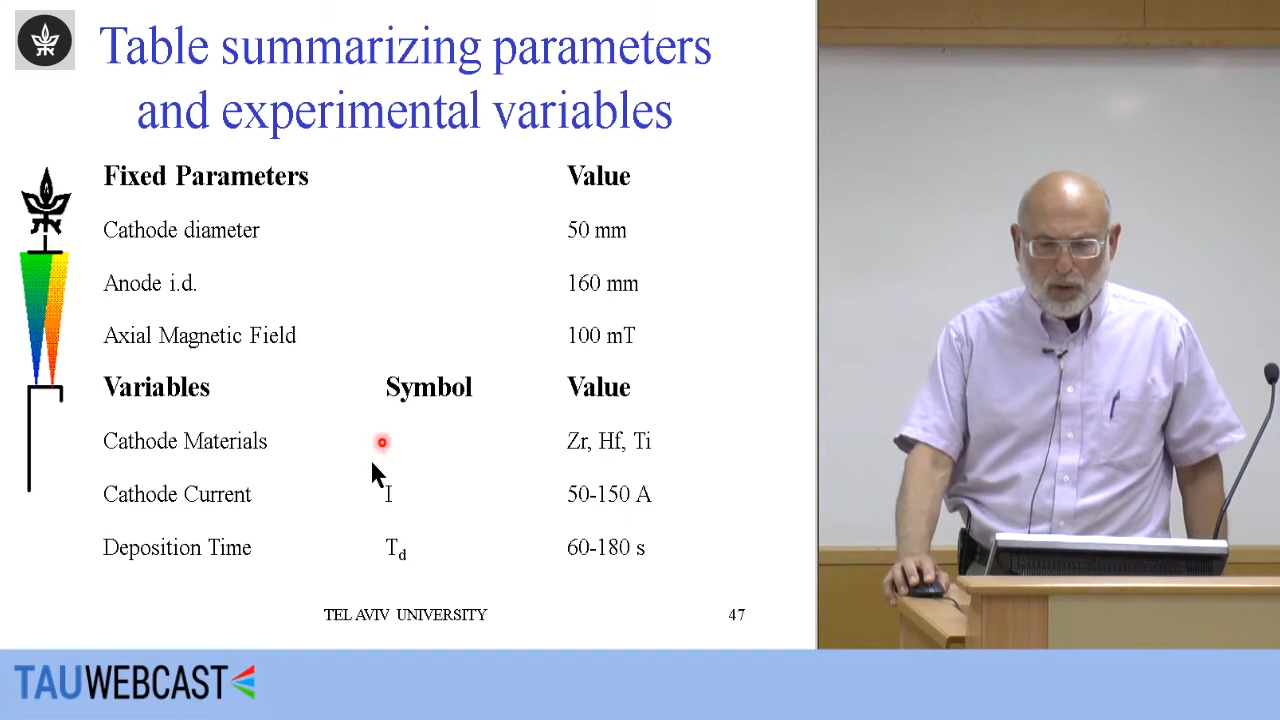 Table summarizing parameters
and experimental variables
Fixed Parameters Value
Cathode diameter 50 mm
Anode i.d. 160 mm
Axial Magnetic Field 100 mT
Variables Symbol Value
Cathode Materials Zr, Hf, Ti
Cathode Current I 50-150 A
Deposition Time Td 60-180 s
TEL AVIV UNIVERSITY 47
TAUWEBCAST